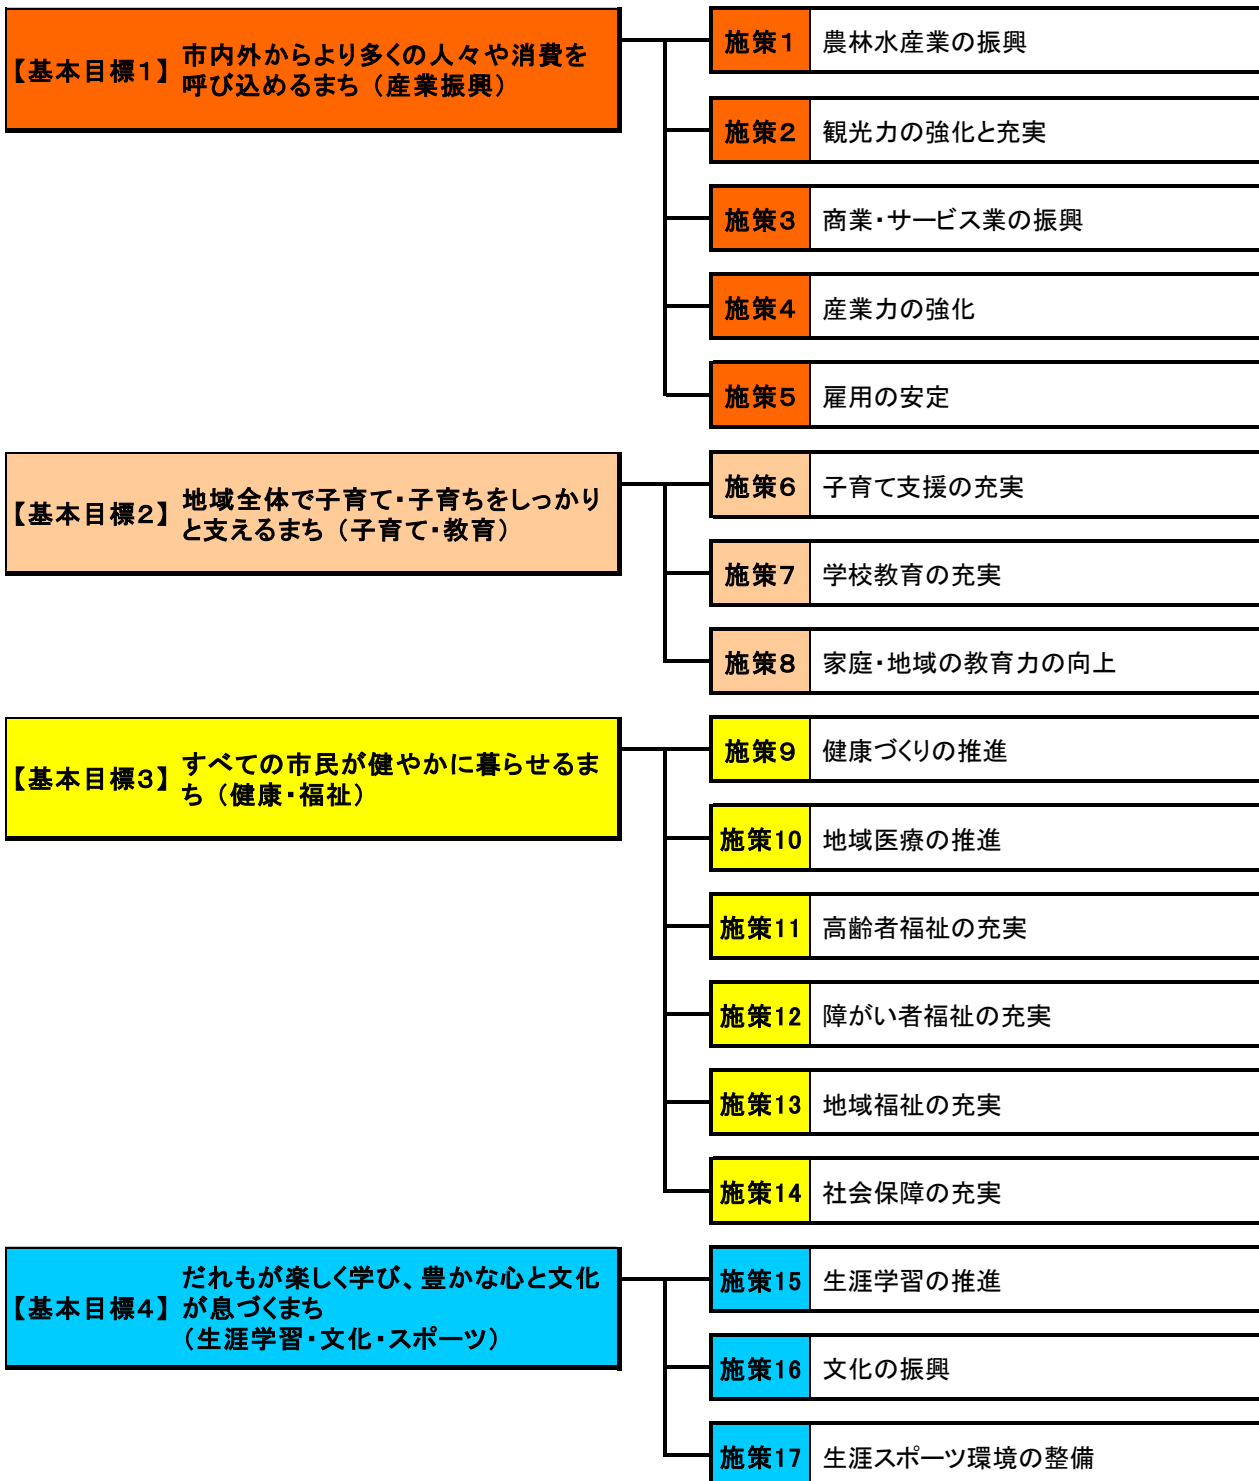 【基本目標1】
市内外からより多くの人々や消費を
呼び込めるまち（産業振興）
施策1 農林水産業の振興
施策2 観光力の強化と充実
施策3 商業・サービス業の振興
施策4 産業力の強化
施策5 雇用の安定
【基本目標2】
地域全体で子育て・子育ちをしっかり
と支えるまち（子育て・教育）
施策6 子育て支援の充実
施策7 学校教育の充実
施策8 家庭・地域の教育力の向上
【基本目標3】
すべての市民が健やかに暮らせるま
ち（健康・福祉）
施策9 健康づくりの推進
施策10 地域医療の推進
施策11 高齢者福祉の充実
施策12 障がい者福祉の充実
施策13 地域福祉の充実
施策14 社会保障の充実
【基本目標4】
だれもが楽しく学び、豊かな心と文化
が息づくまち
（生涯学習・文化・スポーツ）
施策15 生涯学習の推進
施策16 文化の振興
施策17 生涯スポーツ環境の整備